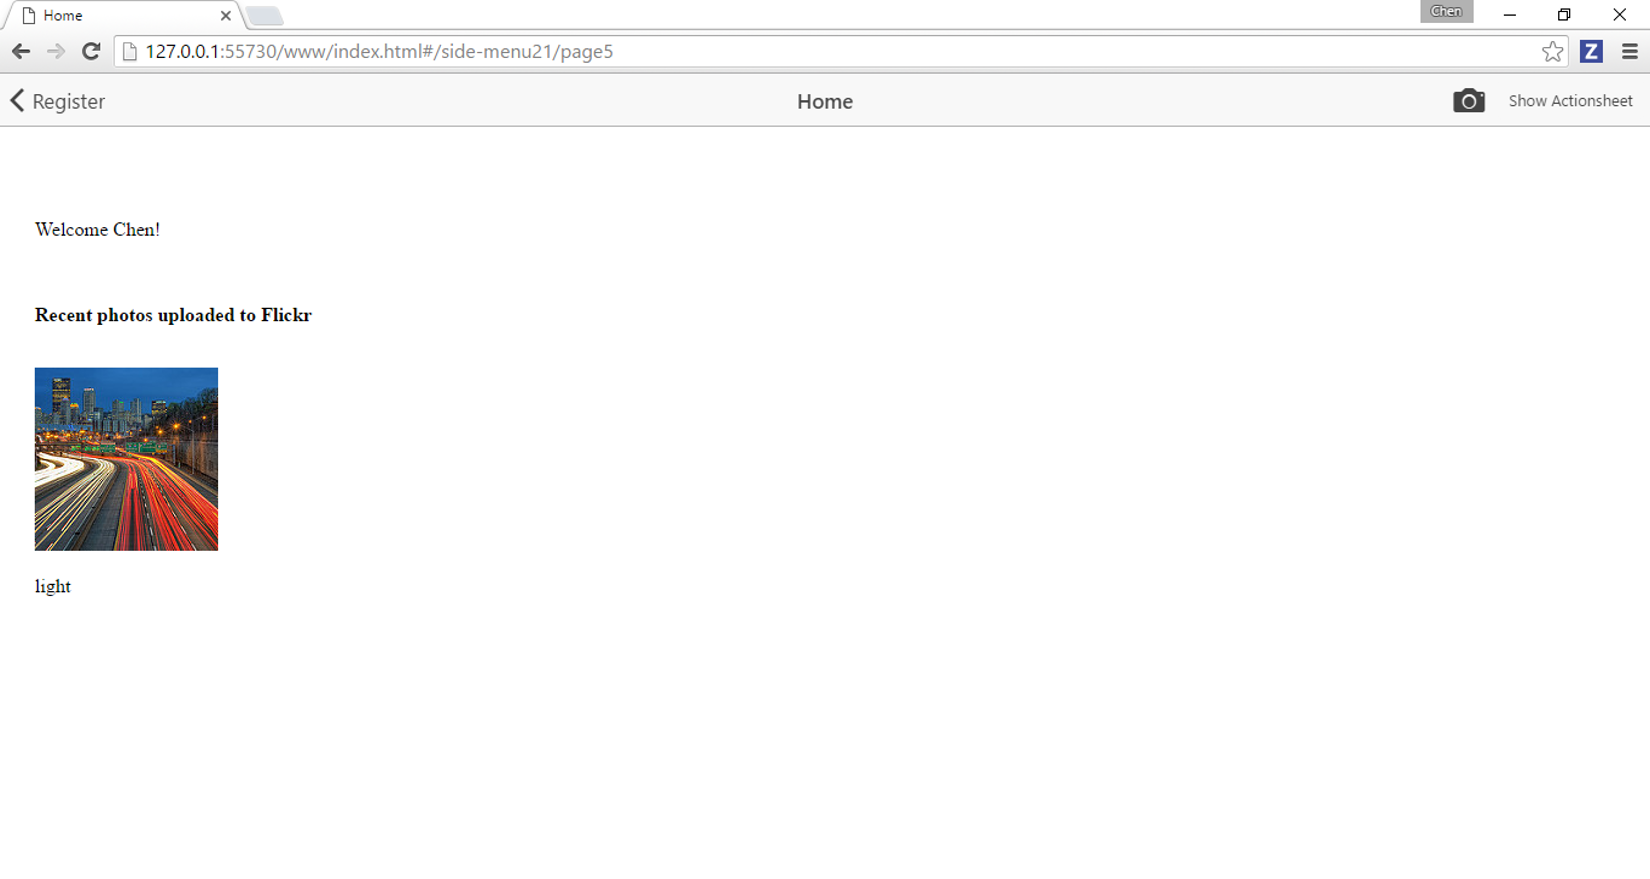 Home
Chen
127.0.0.1:55730/www/index.html#/side-menu21/page5
Z
Register
Home
Show Actionsheet
Welcome Chen!
Recent photos uploaded to Flickr
light